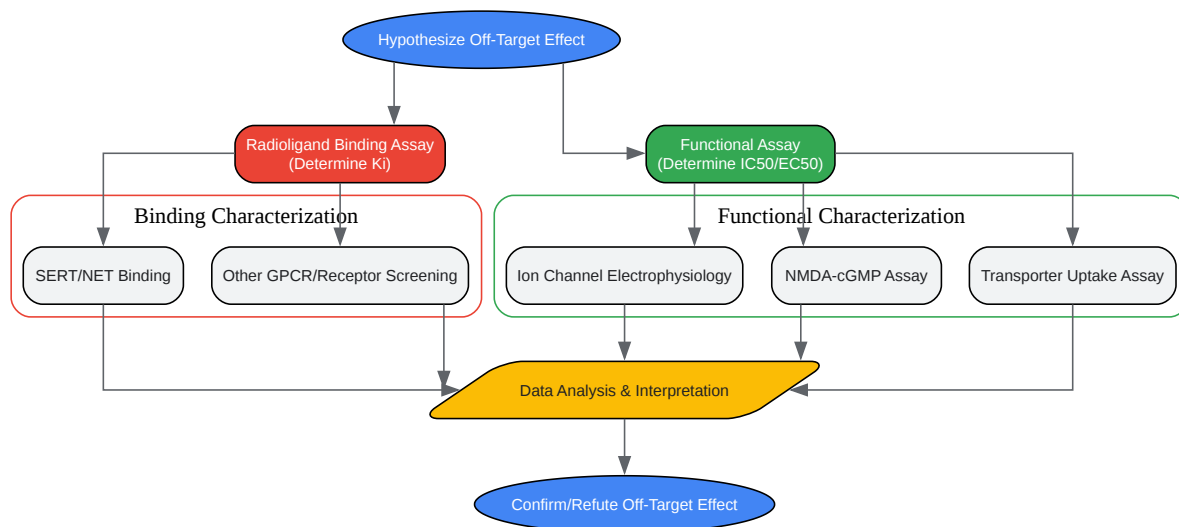 Hypothesize Off-Target Effect
Radioligand Binding Assay
(Determine Ki)
Functional Assay
(Determine IC50/EC50)
Binding Characterization
Functional Characterization
SERT/NET Binding
Other GPCR/Receptor Screening
Ion Channel Electrophysiology
NMDA-cGMP Assay
Transporter Uptake Assay
Data Analysis & Interpretation
Confirm/Refute Off-Target Effect